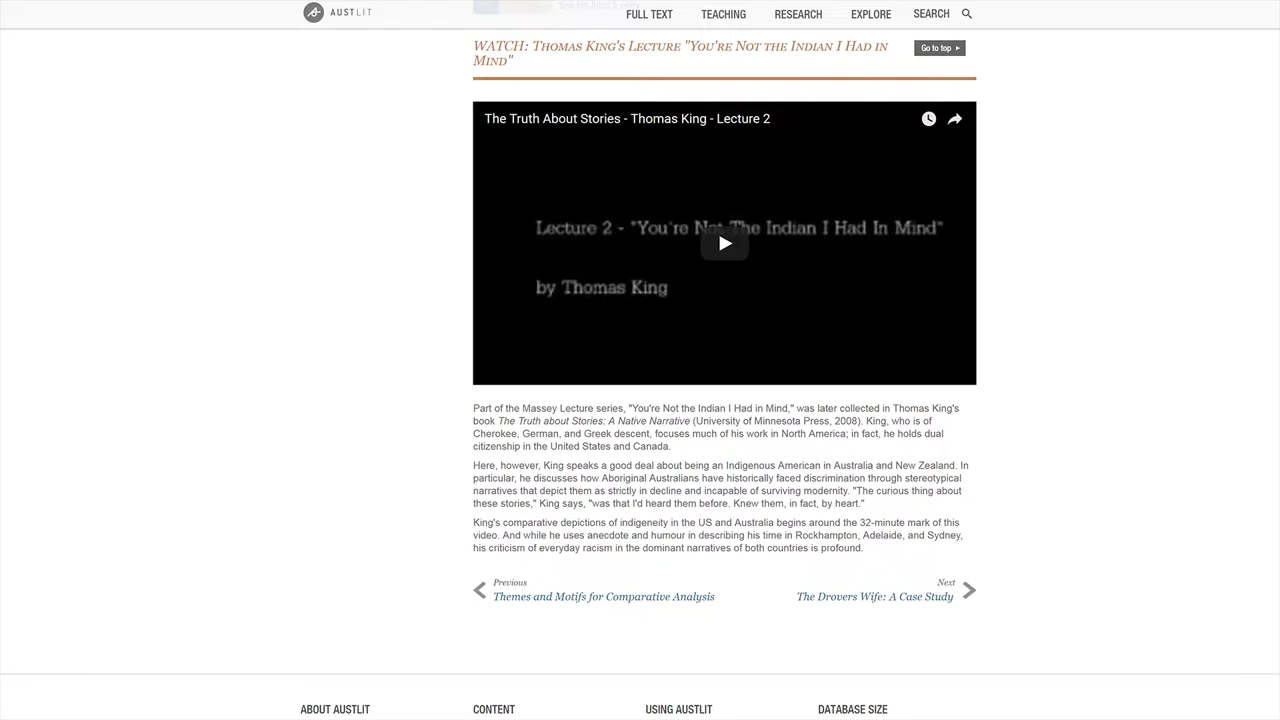 AUSTLIT
FULL TEXT
TEACHING
RESEARCH
EXPLORE
SEARCH
WATCH: Thomas King's Lecture "You're Not the Indian I Had in
Mind"
Go to top
The Truth About Stories - Thomas King - Lecture 2
Lecture 2 - "You're Not The Indian I Had In Mind"
by Thomas King
Part of the Massey Lecture series, "You're Not the Indian I Had in Mind," was later collected in Thomas King's
book The Truth about Stories: A Native Narrative (University of Minnesota Press, 2008). King, who is of
Cherokee, German, and Greek descent, focuses much of his work in North America; in fact, he holds dual
citizenship in the United States and Canada.
Here, however, King speaks a good deal about being an Indigenous American in Australia and New Zealand. In
particular, he discusses how Aboriginal Australians have historically faced discrimination through stereotypical
narratives that depict them as strictly in decline and incapable of surviving modernity. "The curious thing about
these stories," King says, "was that I'd heard them before. Knew them, in fact, by heart."
King's comparative depictions of indigeneity in the US and Australia begins around the 32-minute mark of this
video. And while he uses anecdote and humour in describing his time in Rockhampton, Adelaide, and Sydney,
his criticism of everyday racism in the dominant narratives of both countries is profound.
Previous
Themes and Motifs for Comparative Analysis
Next
The Drovers Wife: A Case Study
ABOUT AUSTLIT
CONTENT
USING AUSTLIT
DATABASE SIZE